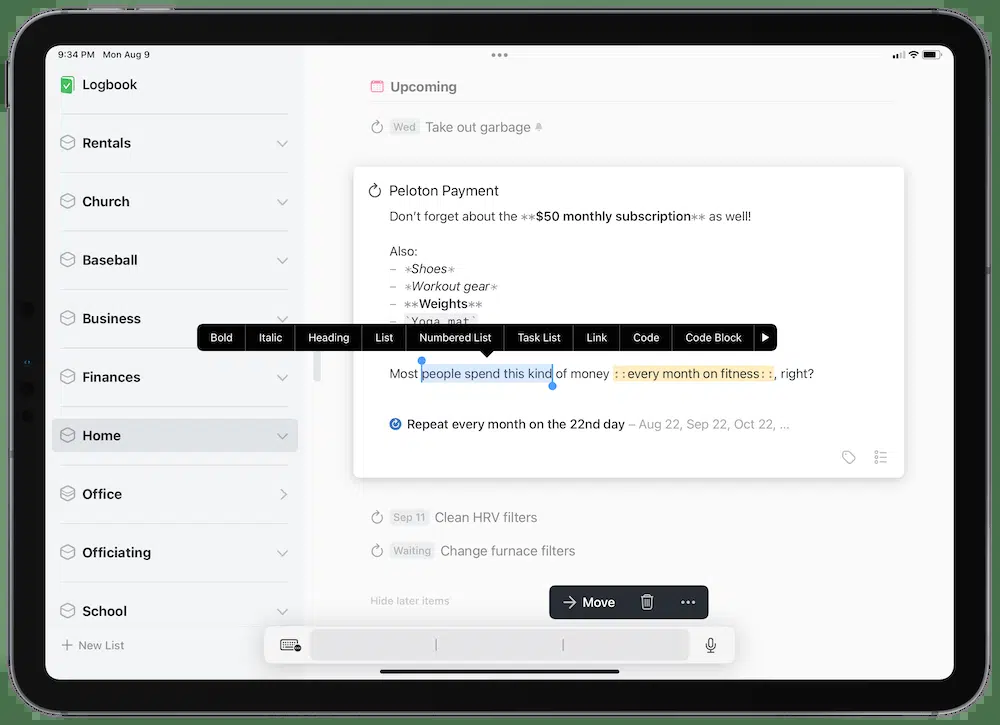 9:34 PM Mon Aug 9
Logbook
Rentals
Church
Baseball
Business
Finances
Home
Office
Officiating
School
+ New List
Upcoming
Wed Take out garbage
Peloton Payment
Don't forget about the **$50 monthly subscription** as well!
Also:
– *Shoes*
– *Workout gear*
– **Weights**
– `Yoga mat`
Bold Italic Heading List Numbered List Task List Link Code Code Block
Most people spend this kind of money ::every month on fitness::, right?
Repeat every month on the 22nd day – Aug 22, Sep 22, Oct 22, ...
Sep 11 Clean HRV filters
Waiting Change furnace filters
Hide later items
Move